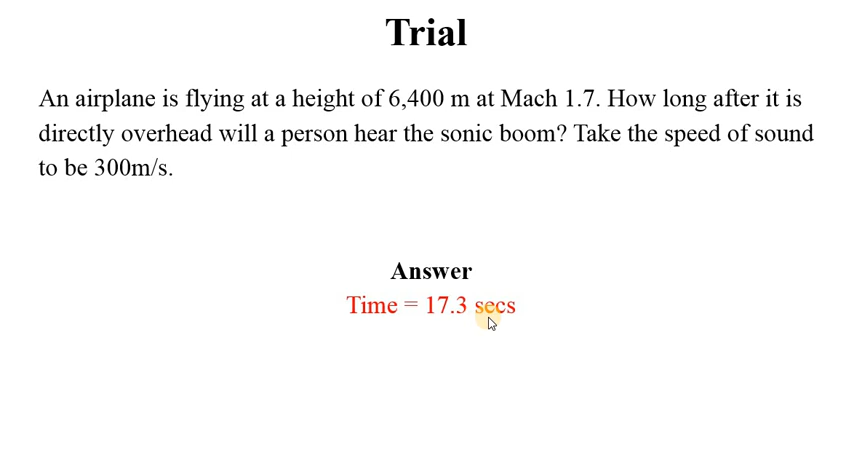 Trial
An airplane is flying at a height of 6,400 m at Mach 1.7. How long after it is
directly overhead will a person hear the sonic boom? Take the speed of sound
to be 300m/s.
Answer
Time = 17.3 secs